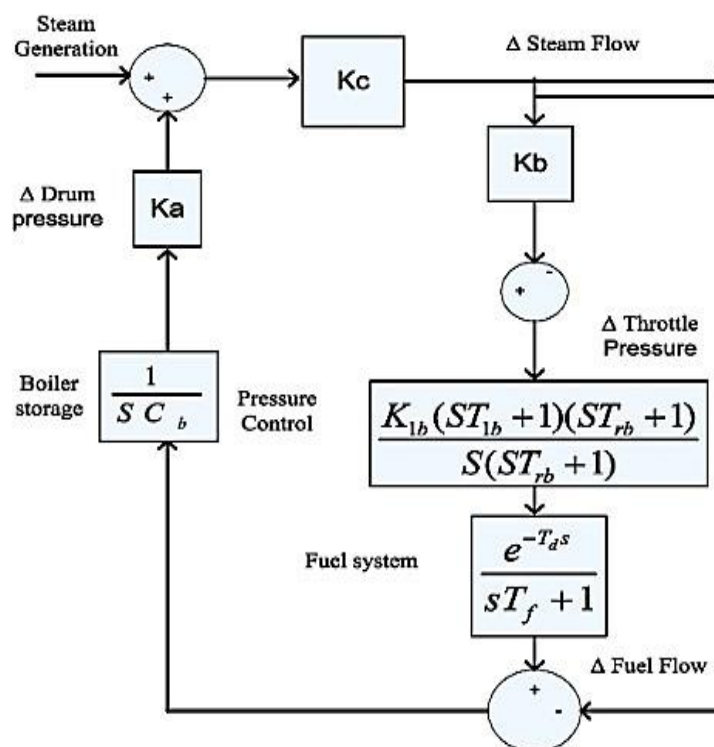 Steam
Generation
+
+
Kc
Δ Steam Flow
Kb
Δ Drum
pressure
Ka
-
+
Δ Throttle
Pressure
Boiler
storage
1
S C b
Pressure
Control
K1b(ST1b+1)(STrb+1)
S(STrb+1)
Fuel system
e-Tds
sTf+1
Δ Fuel Flow
+
-